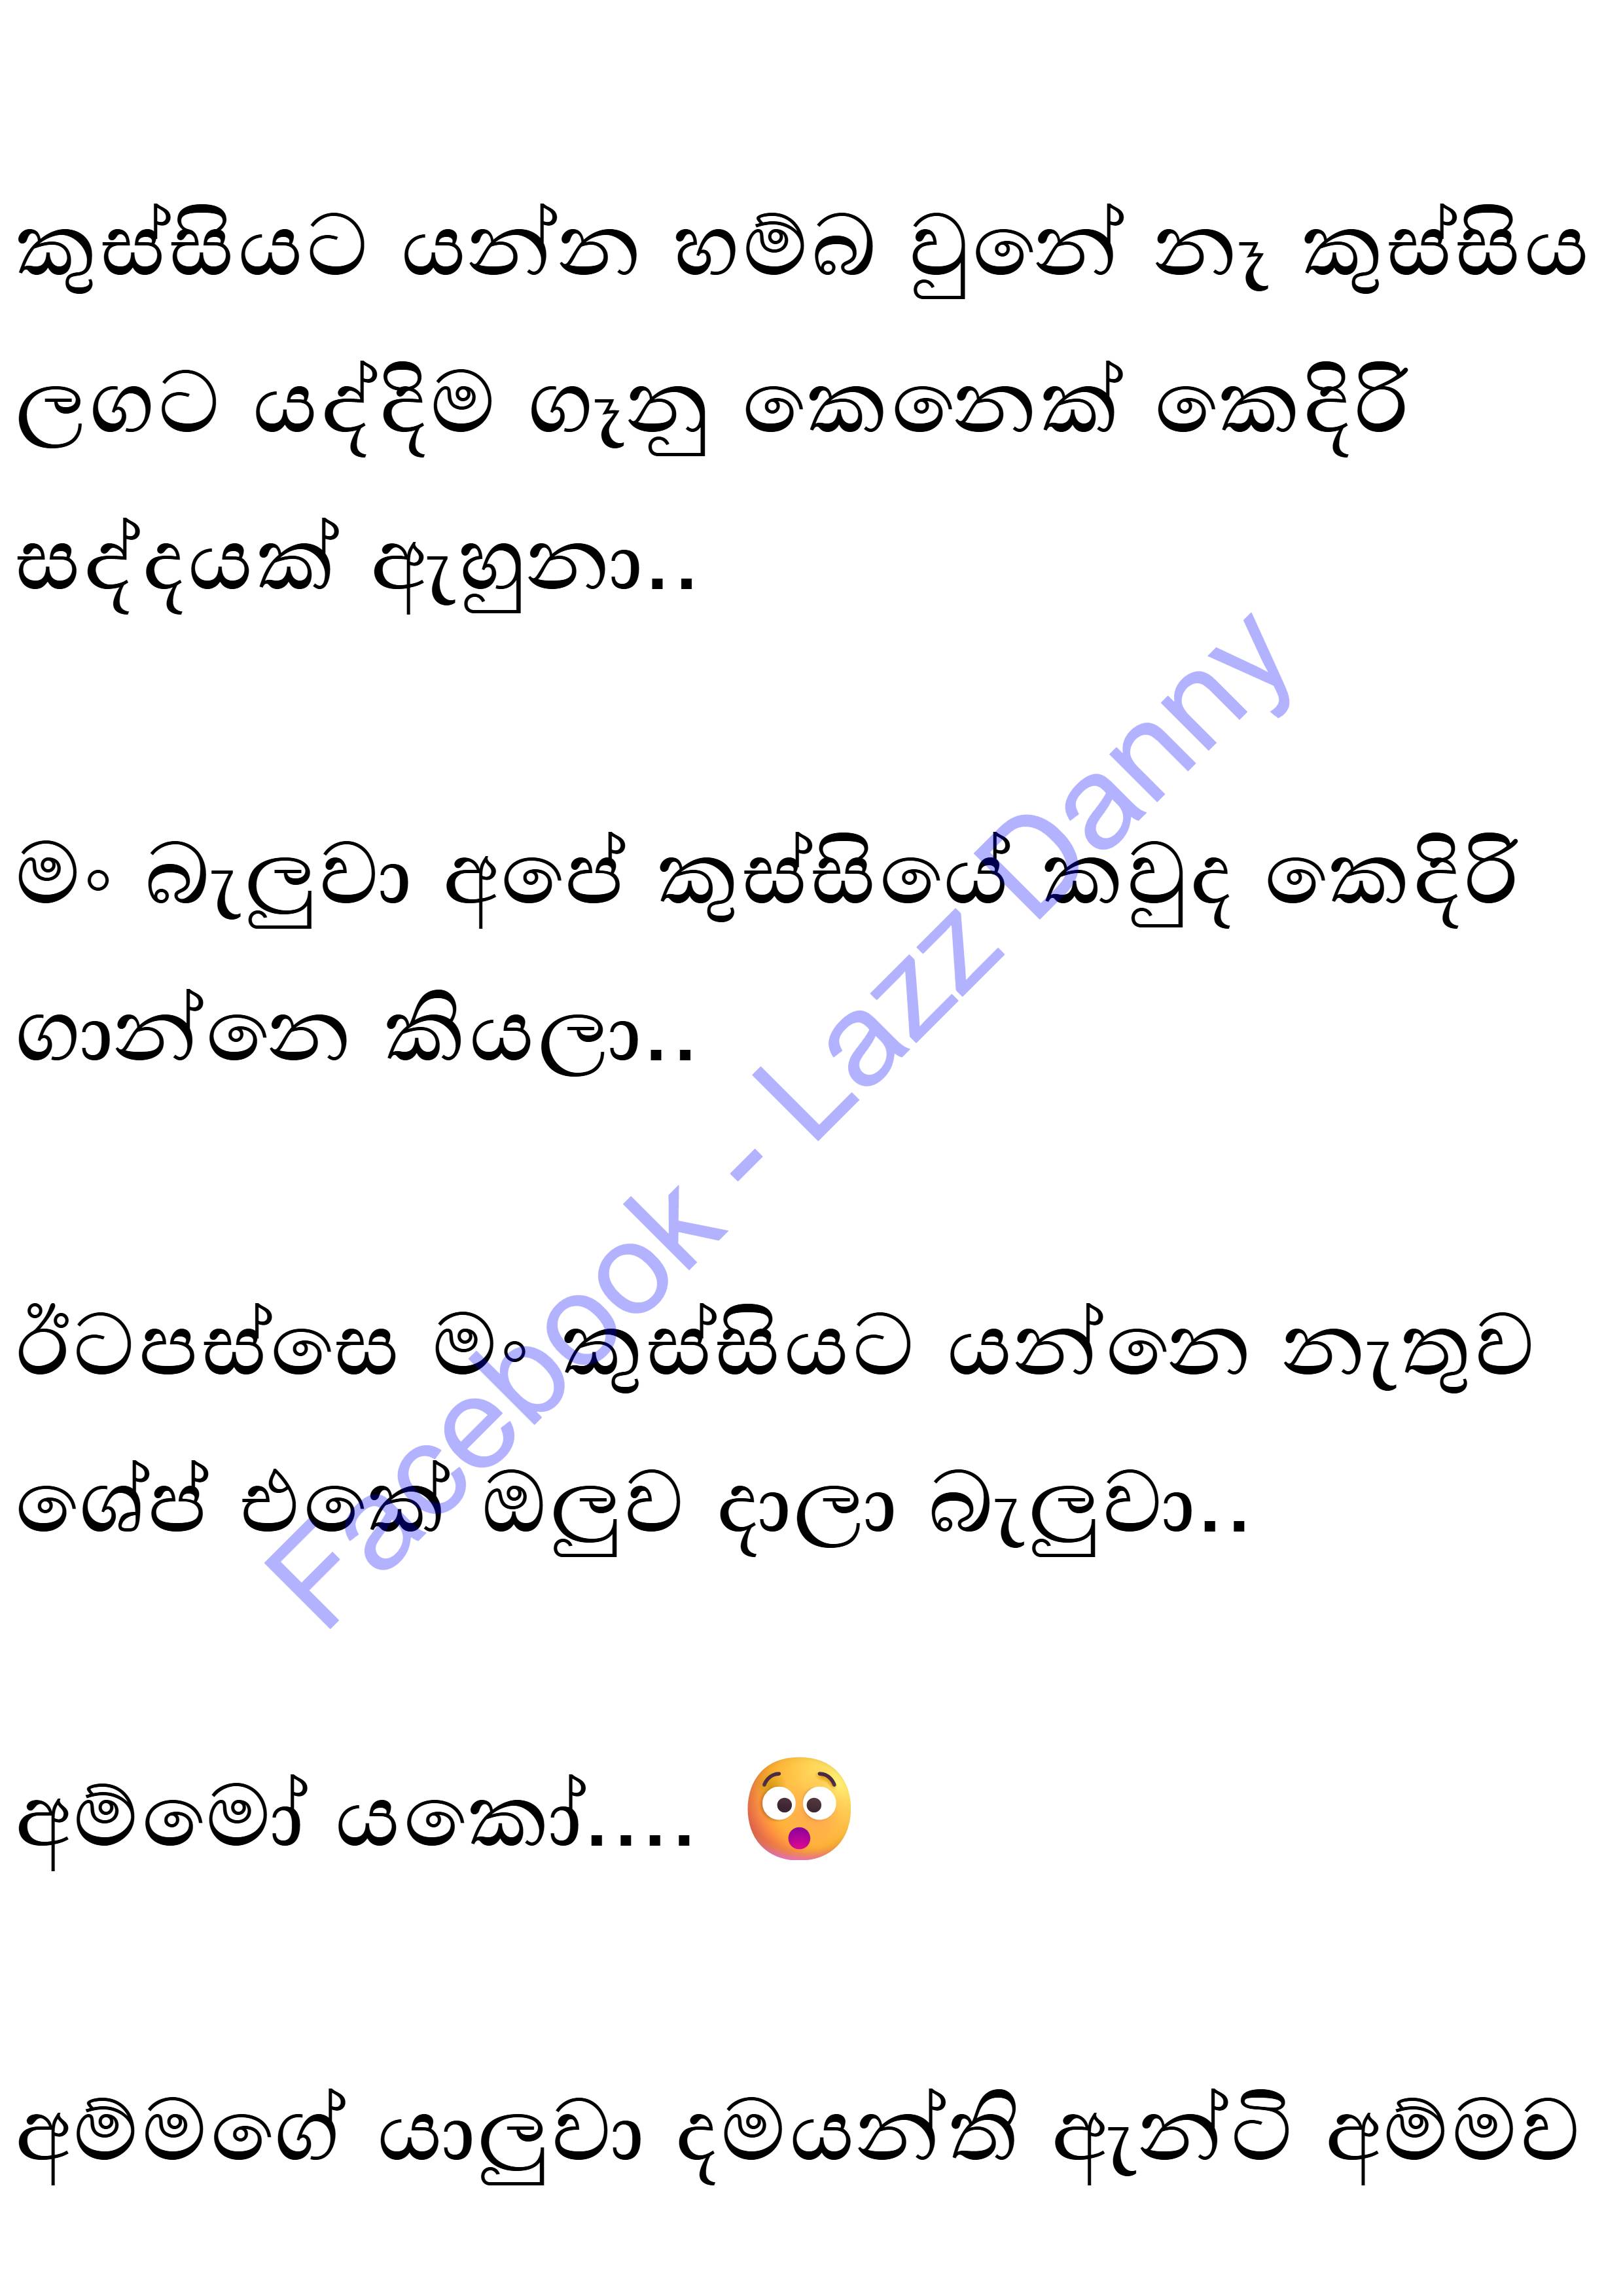 කුස්සියට යන්න හම්බ වුනේ නෑ කුස්සිය
ලගට යද්දිම ගෑනු කෙනෙක් කෙදිරි
සද්දයක් ඇහුනා..
මං බැලුවා අපේ කුස්සියේ කවුද කෙදිරි
ගාන්නෙ කියලා..
ඊටපස්සෙ මං කුස්සියට යන්නෙ නැතුව
ශේප් එකේ ඔලුව දාලා බැලුවා..
අම්මෝ යකෝ.... 😲
අම්මගේ යාලුවා දමයන්ති ඇන්ටි අම්මව
Facebook - Lazz Danny